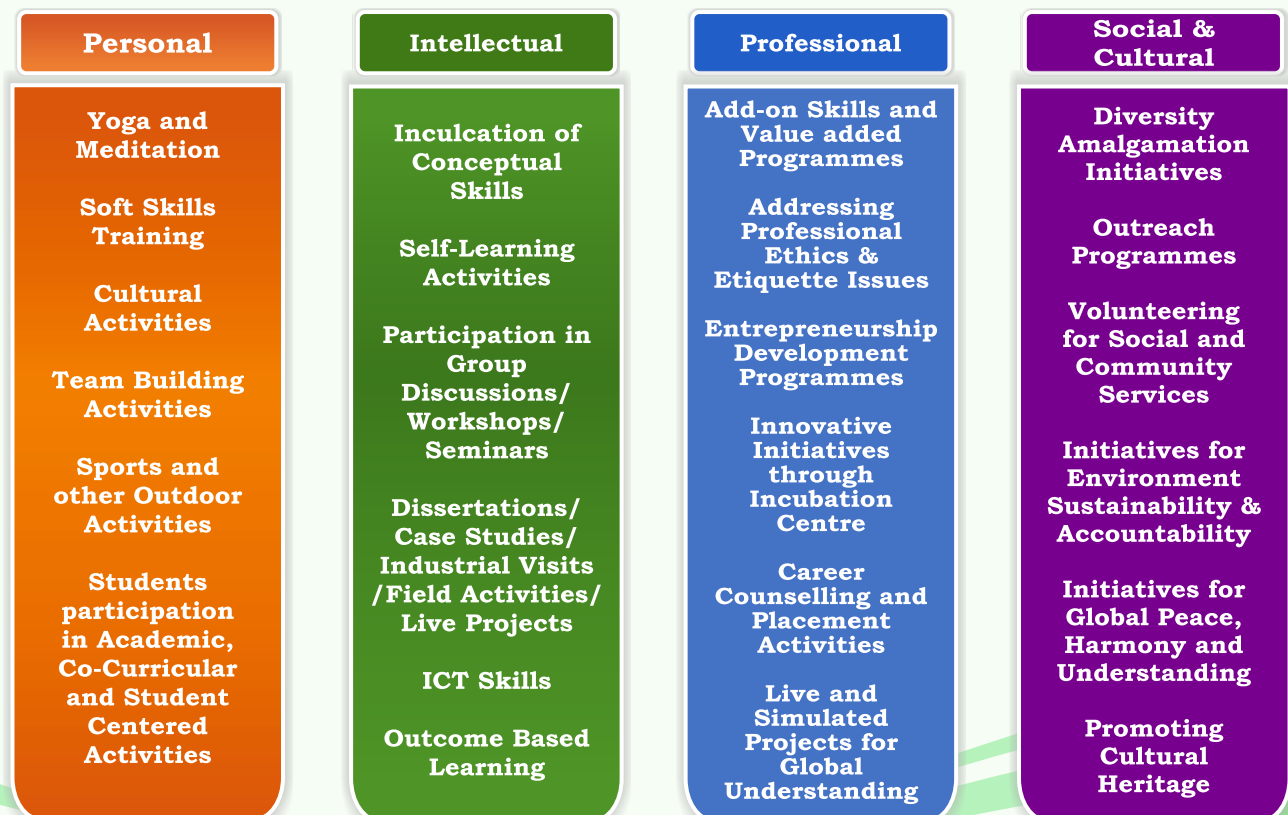 Personal
Yoga and
Meditation
Soft Skills
Training
Cultural
Activities
Team Building
Activities
Sports and
other Outdoor
Activities
Students
participation
in Academic,
Co-Curricular
and Student
Centered
Activities
Intellectual
Inculcation of
Conceptual
Skills
Self-Learning
Activities
Participation in
Group
Discussions/
Workshops/
Seminars
Dissertations/
Case Studies/
Industrial Visits
/Field Activities/
Live Projects
ICT Skills
Outcome Based
Learning
Professional
Add-on Skills and
Value added
Programmes
Addressing
Professional
Ethics &
Etiquette Issues
Entrepreneurship
Development
Programmes
Innovative
Initiatives
through
Incubation
Centre
Career
Counselling and
Placement
Activities
Live and
Simulated
Projects for
Global
Understanding
Social &
Cultural
Diversity
Amalgamation
Initiatives
Outreach
Programmes
Volunteering
for Social and
Community
Services
Initiatives for
Environment
Sustainability &
Accountability
Initiatives for
Global Peace,
Harmony and
Understanding
Promoting
Cultural
Heritage